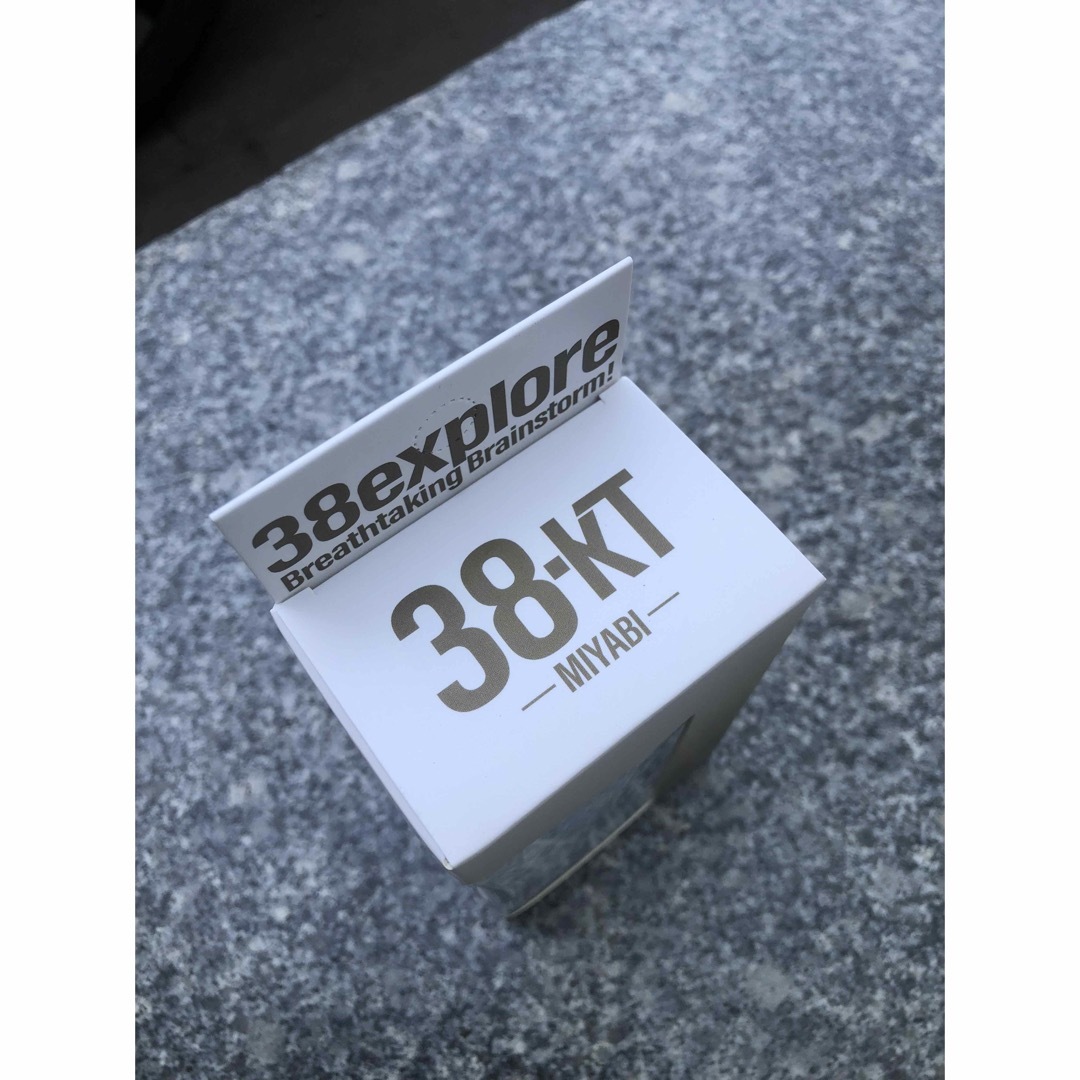 38explore
Breathtaking Brainstorm!
38-KT
MIYABI